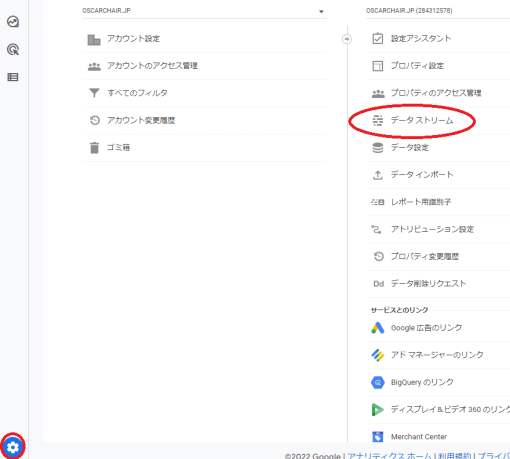 OSCARCHAIR.JP
アカウント設定
アカウントのアクセス管理
すべてのフィルタ
アカウント変更履歴
ゴミ箱
OSCARCHAIR.JP (284312578)
設定アシスタント
プロパティ設定
プロパティのアクセス管理
データ ストリーム
データ設定
データ インポート
レポート用識別子
アトリビューション設定
プロパティ変更履歴
Dd データ削除リクエスト
サービスとのリンク
Google 広告のリンク
アド マネージャーのリンク
BigQuery のリンク
ディスプレイ＆ビデオ 360 のリンク
Merchant Center
©2022 Google | アナリティクス ホーム | 利用規約 | プライバ